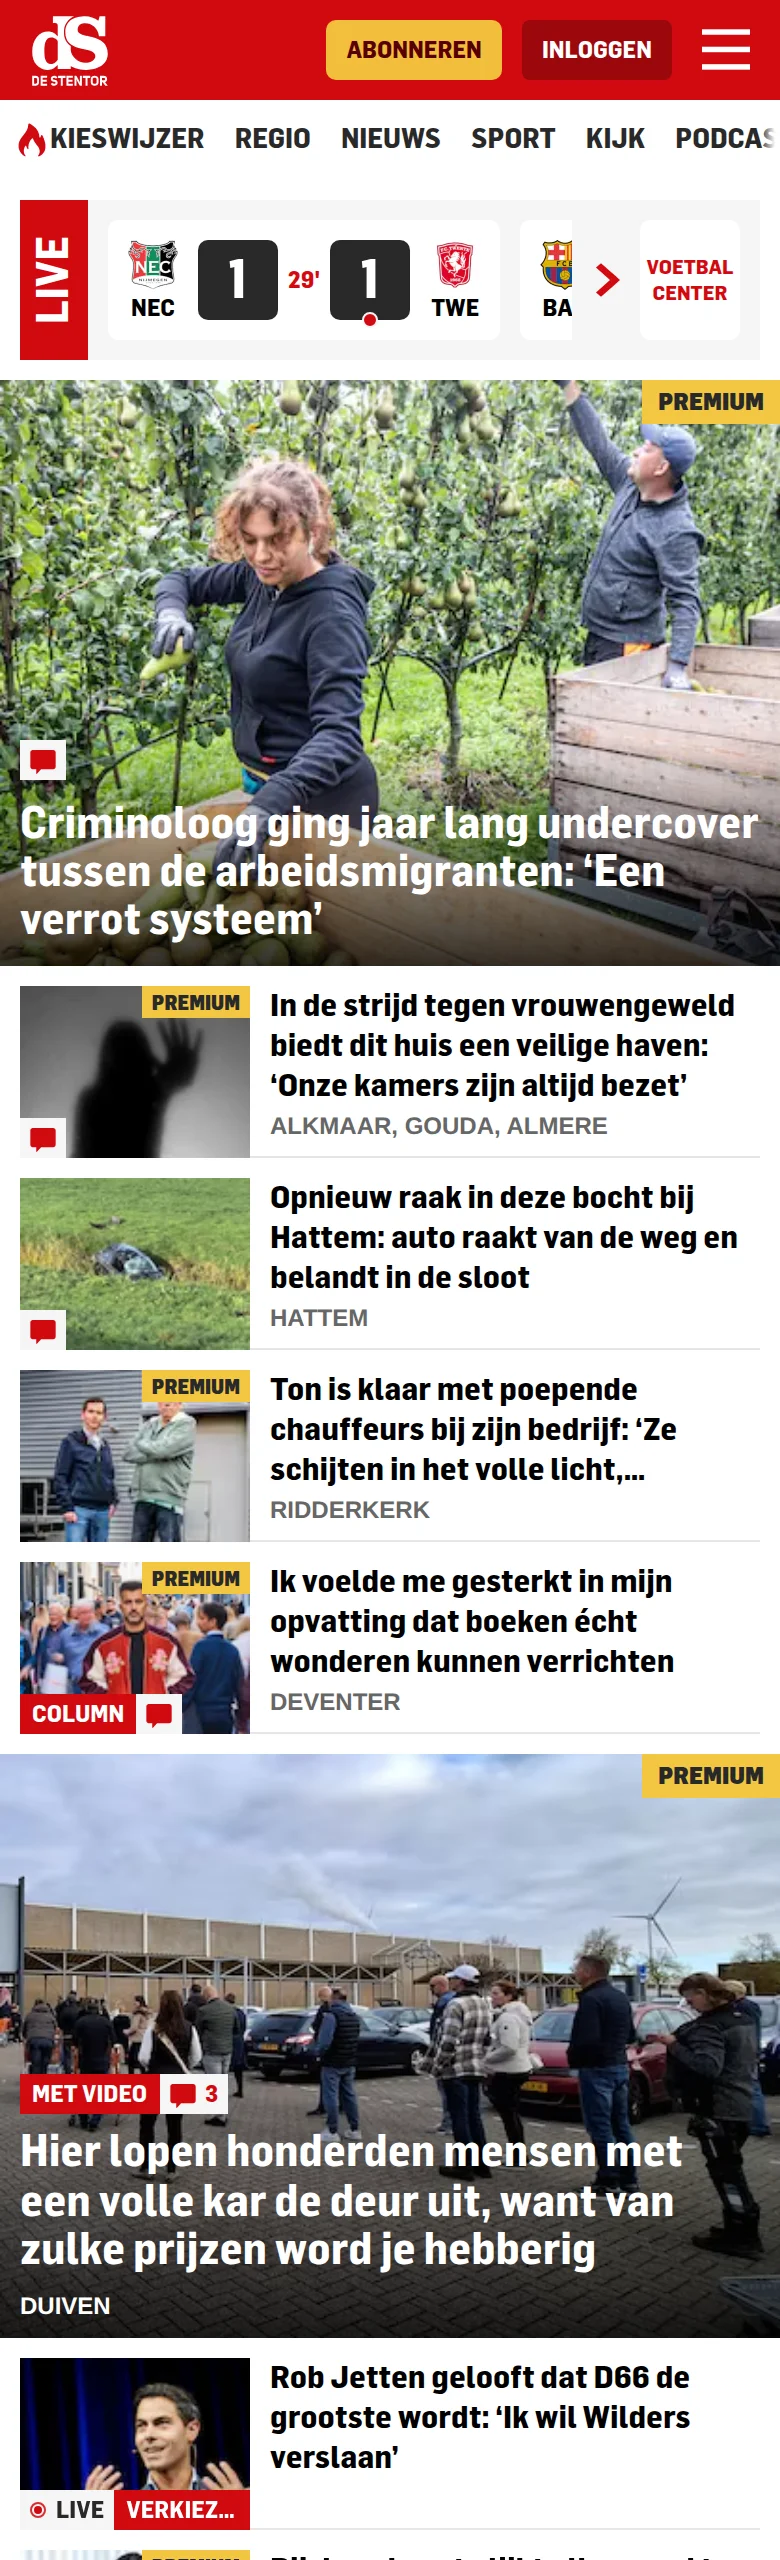 dS
DE STENTOR
ABONNEREN
INLOGGEN
KIESWIJZER REGIO NIEUWS SPORT KIJK PODCAS
LIVE
NEC
NEC
1
29'
1
TWE
BA
VOETBAL
CENTER
PREMIUM
Criminoloog ging jaar lang undercover
tussen de arbeidsmigranten: ‘Een
verrot systeem’
PREMIUM
In de strijd tegen vrouwengeweld
biedt dit huis een veilige haven:
‘Onze kamers zijn altijd bezet’
ALKMAAR, GOUDA, ALMERE
Opnieuw raak in deze bocht bij
Hattem: auto raakt van de weg en
belandt in de sloot
HATTEM
PREMIUM
Ton is klaar met poepende
chauffeurs bij zijn bedrijf: ‘Ze
schijten in het volle licht,...
RIDDERKERK
PREMIUM
COLUMN
Ik voelde me gesterkt in mijn
opvatting dat boeken écht
wonderen kunnen verrichten
DEVENTER
PREMIUM
MET VIDEO
3
Hier lopen honderden mensen met
een volle kar de deur uit, want van
zulke prijzen word je hebberig
DUIVEN
LIVE
VERKIEZ...
Rob Jetten gelooft dat D66 de
grootste wordt: ‘Ik wil Wilders
verslaan’